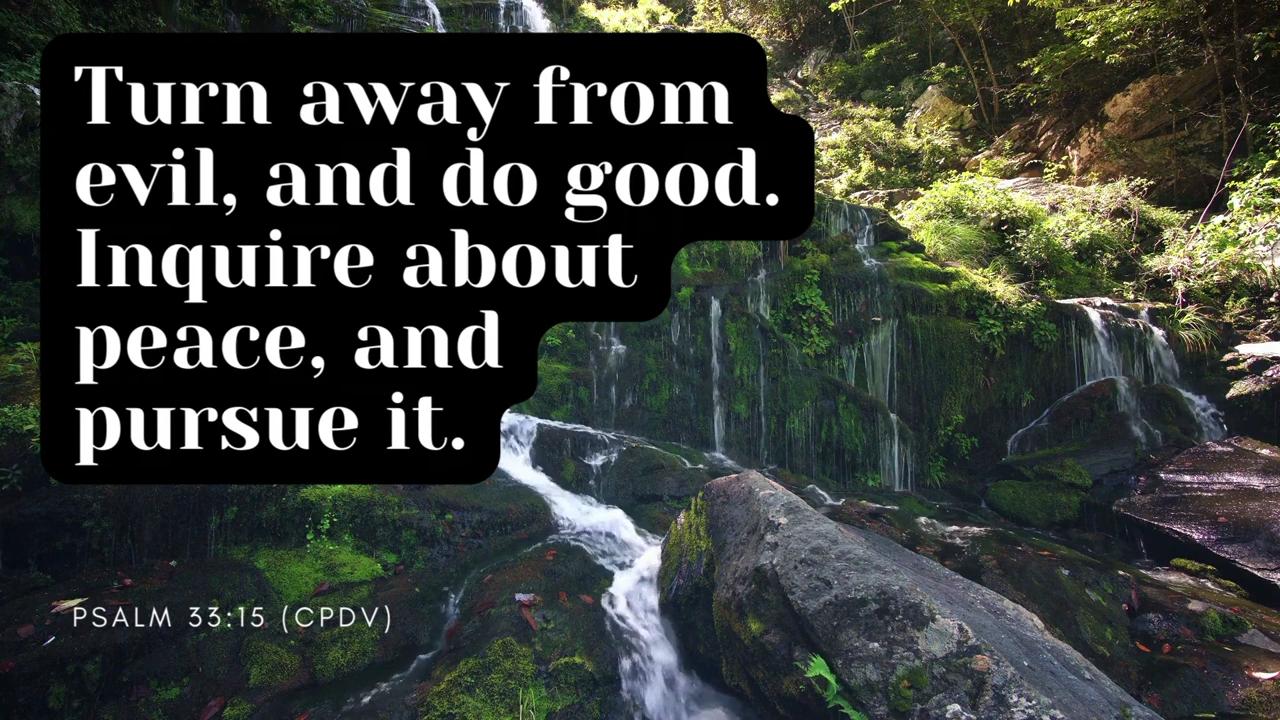 Turn away from
evil, and do good.
Inquire about
peace, and
pursue it.
PSALM 33:15 (CPDV)